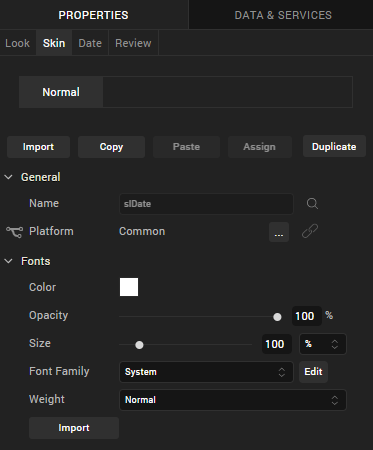 PROPERTIES DATA & SERVICES
Look Skin Date Review
Normal
Import Copy Paste Assign Duplicate
General
Name slDate
Platform Common ...
Fonts
Color
Opacity 100 %
Size 100 %
Font Family System Edit
Weight Normal
Import